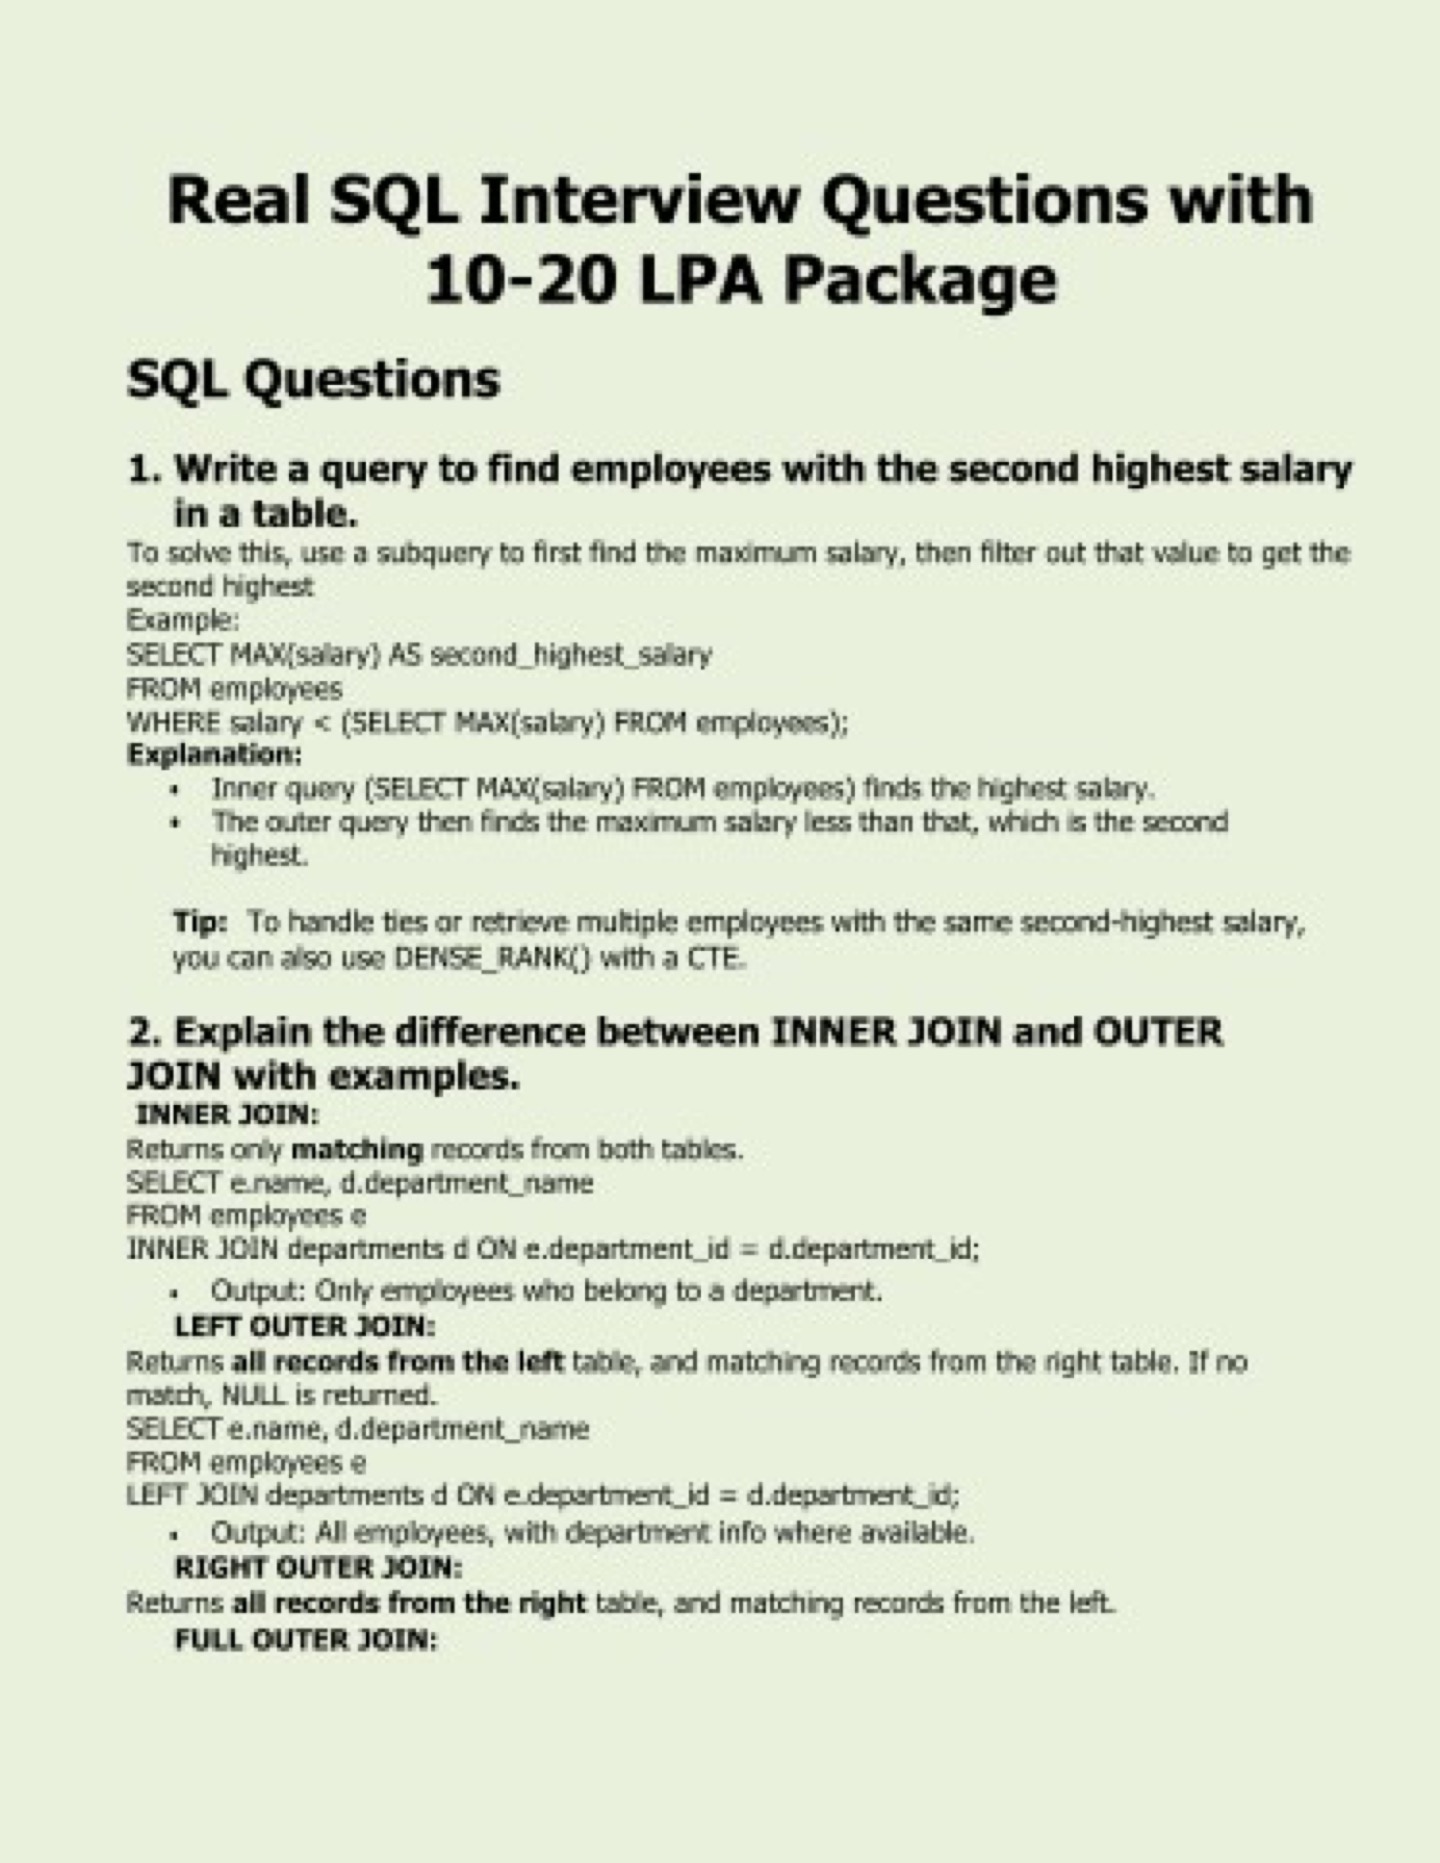 Real SQL Interview Questions with
10-20 LPA Package
SQL Questions
1. Write a query to find employees with the second highest salary
in a table.
To solve this, use a subquery to first find the maximum salary, then filter out that value to get the
second highest
Example:
SELECT MAX(salary) AS second_highest_salary
FROM employees
WHERE salary < (SELECT MAX(salary) FROM employees);
Explanation:
• Inner query (SELECT MAX(salary) FROM employees) finds the highest salary.
• The outer query then finds the maximum salary less than that, which is the second
highest.
Tip: To handle ties or retrieve multiple employees with the same second-highest salary,
you can also use DENSE_RANK() with a CTE.
2. Explain the difference between INNER JOIN and OUTER
JOIN with examples.
INNER JOIN:
Returns only matching records from both tables.
SELECT e.name, d.department_name
FROM employees e
INNER JOIN departments d ON e.department_id = d.department_id;
• Output: Only employees who belong to a department.
LEFT OUTER JOIN:
Returns all records from the left table, and matching records from the right table. If no
match, NULL is returned.
SELECT e.name, d.department_name
FROM employees e
LEFT JOIN departments d ON e.department_id = d.department_id;
• Output: All employees, with department info where available.
RIGHT OUTER JOIN:
Returns all records from the right table, and matching records from the left.
FULL OUTER JOIN: